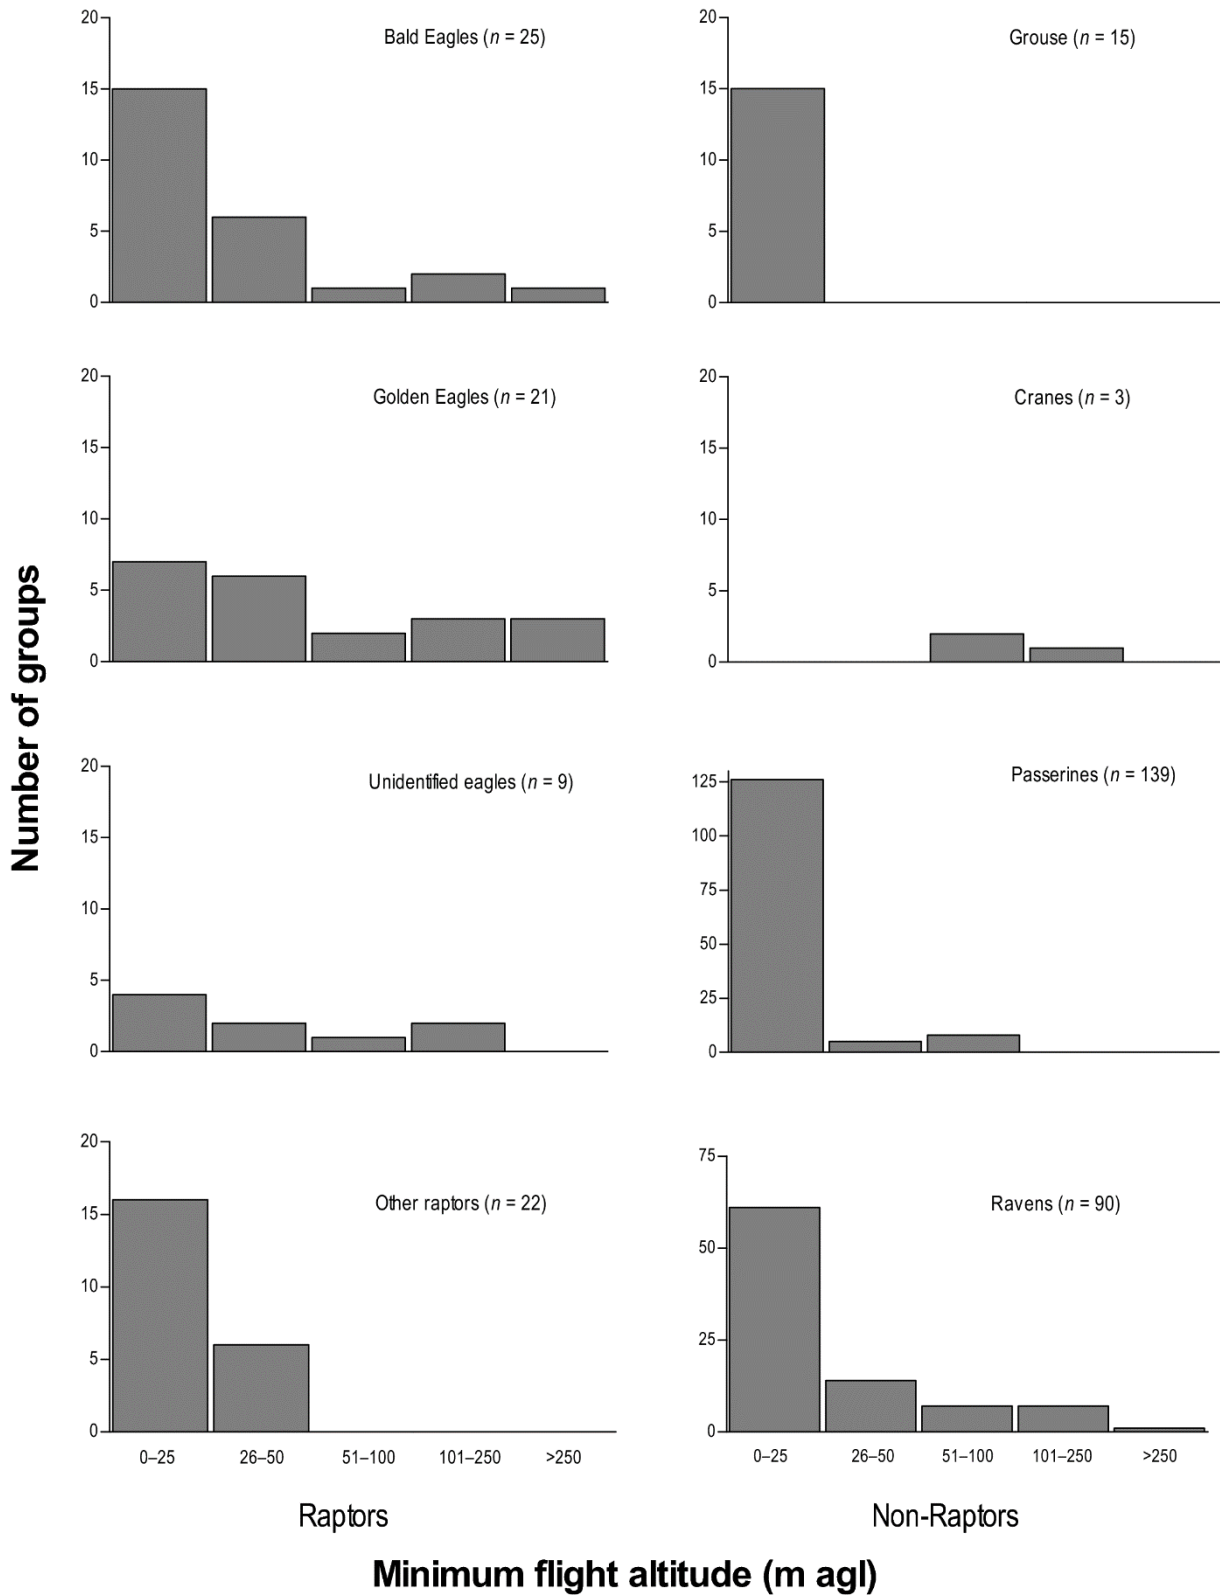 Number of groups
20
15
10
5
0
Bald Eagles (n = 25)
20
15
10
5
0
Grouse (n = 15)
20
15
10
5
0
Golden Eagles (n = 21)
20
15
10
5
0
Cranes (n = 3)
20
15
10
5
0
Unidentified eagles (n = 9)
125
100
75
50
25
0
Passerines (n = 139)
20
15
10
5
0
Other raptors (n = 22)
0–25 26–50 51–100 101–250 >250
Raptors
75
50
25
0
Ravens (n = 90)
0–25 26–50 51–100 101–250 >250
Non-Raptors
Minimum flight altitude (m agl)